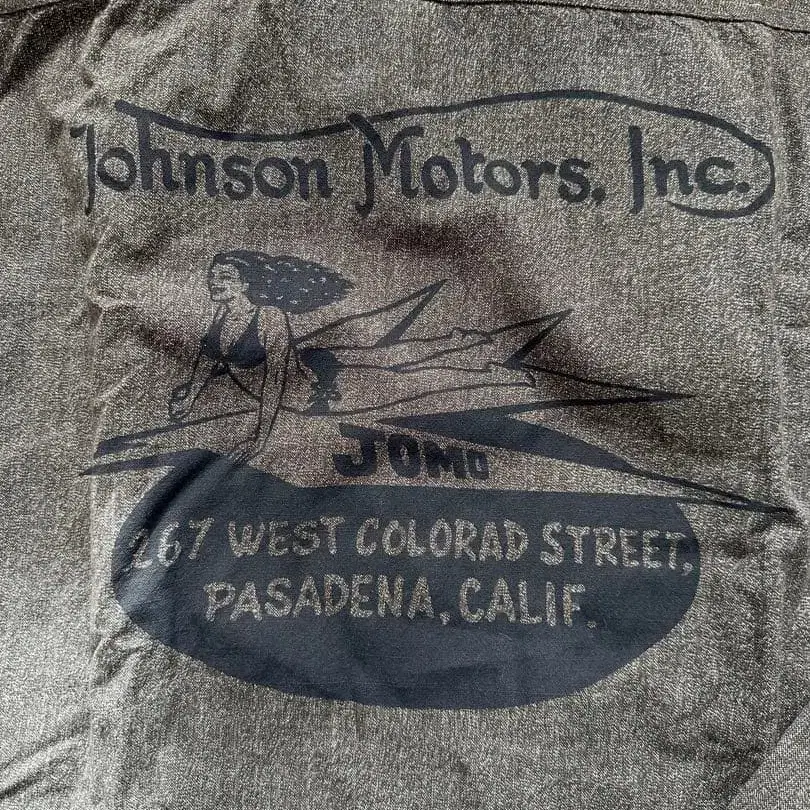 Johnson Motors, Inc.
JOMO
267 WEST COLORAD STREET,
PASADENA, CALIF.